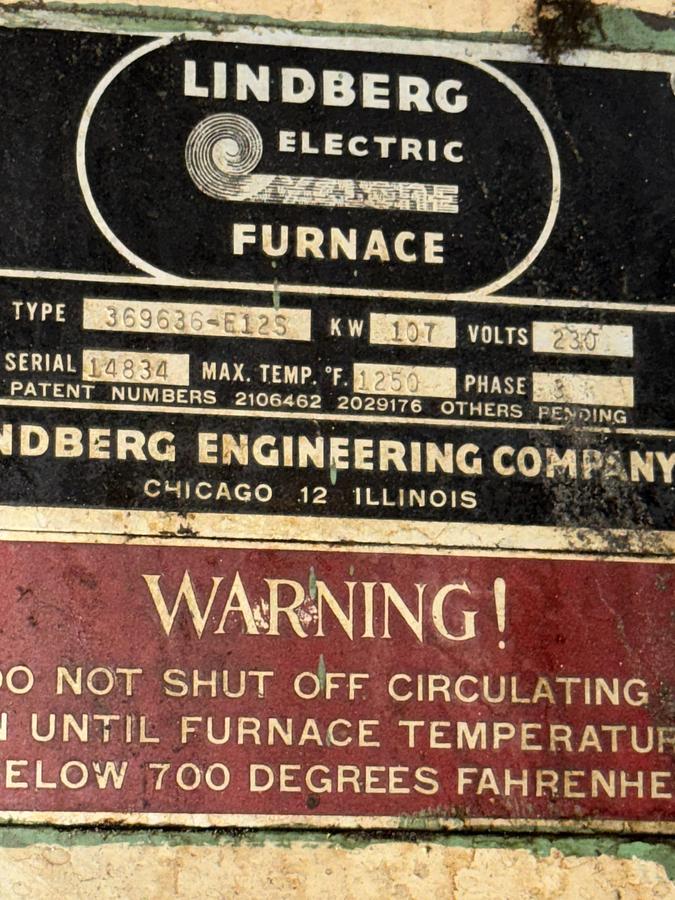 LINDBERG
ELECTRIC
CYCLONE
FURNACE
TYPE 369636-E12S KW 107 VOLTS 230
SERIAL 14834 MAX. TEMP. °F. 1250 PHASE
PATENT NUMBERS 2106462 2029176 OTHERS PENDING
NDBERG ENGINEERING COMPANY
CHICAGO 12 ILLINOIS
WARNING!
DO NOT SHUT OFF CIRCULATING
N UNTIL FURNACE TEMPERATUR
ELOW 700 DEGREES FAHRENHE